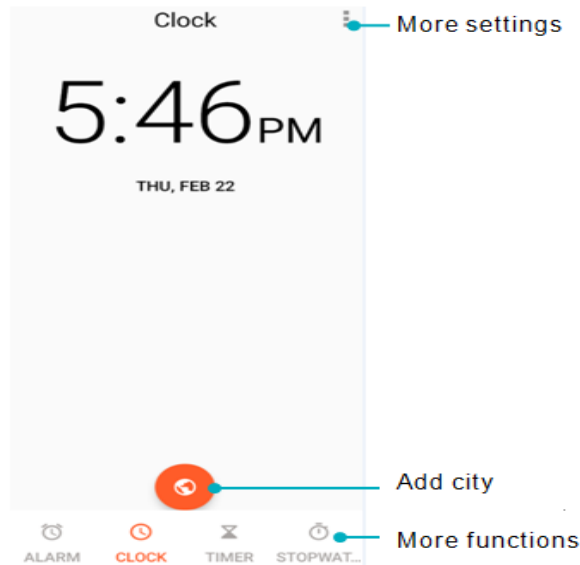 Clock
More settings
5:46PM
THU, FEB 22
Add city
More functions
ALARM CLOCK TIMER STOPWAT...